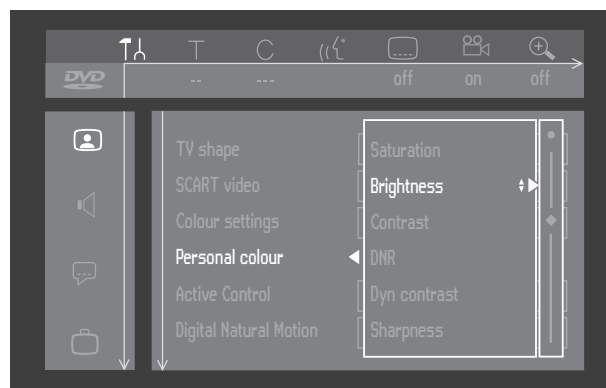 T C
DVD -- --- off on off
TV shape
SCART video
Colour settings
Personal colour
Active Control
Digital Natural Motion
Saturation
Brightness
Contrast
DNR
Dyn contrast
Sharpness